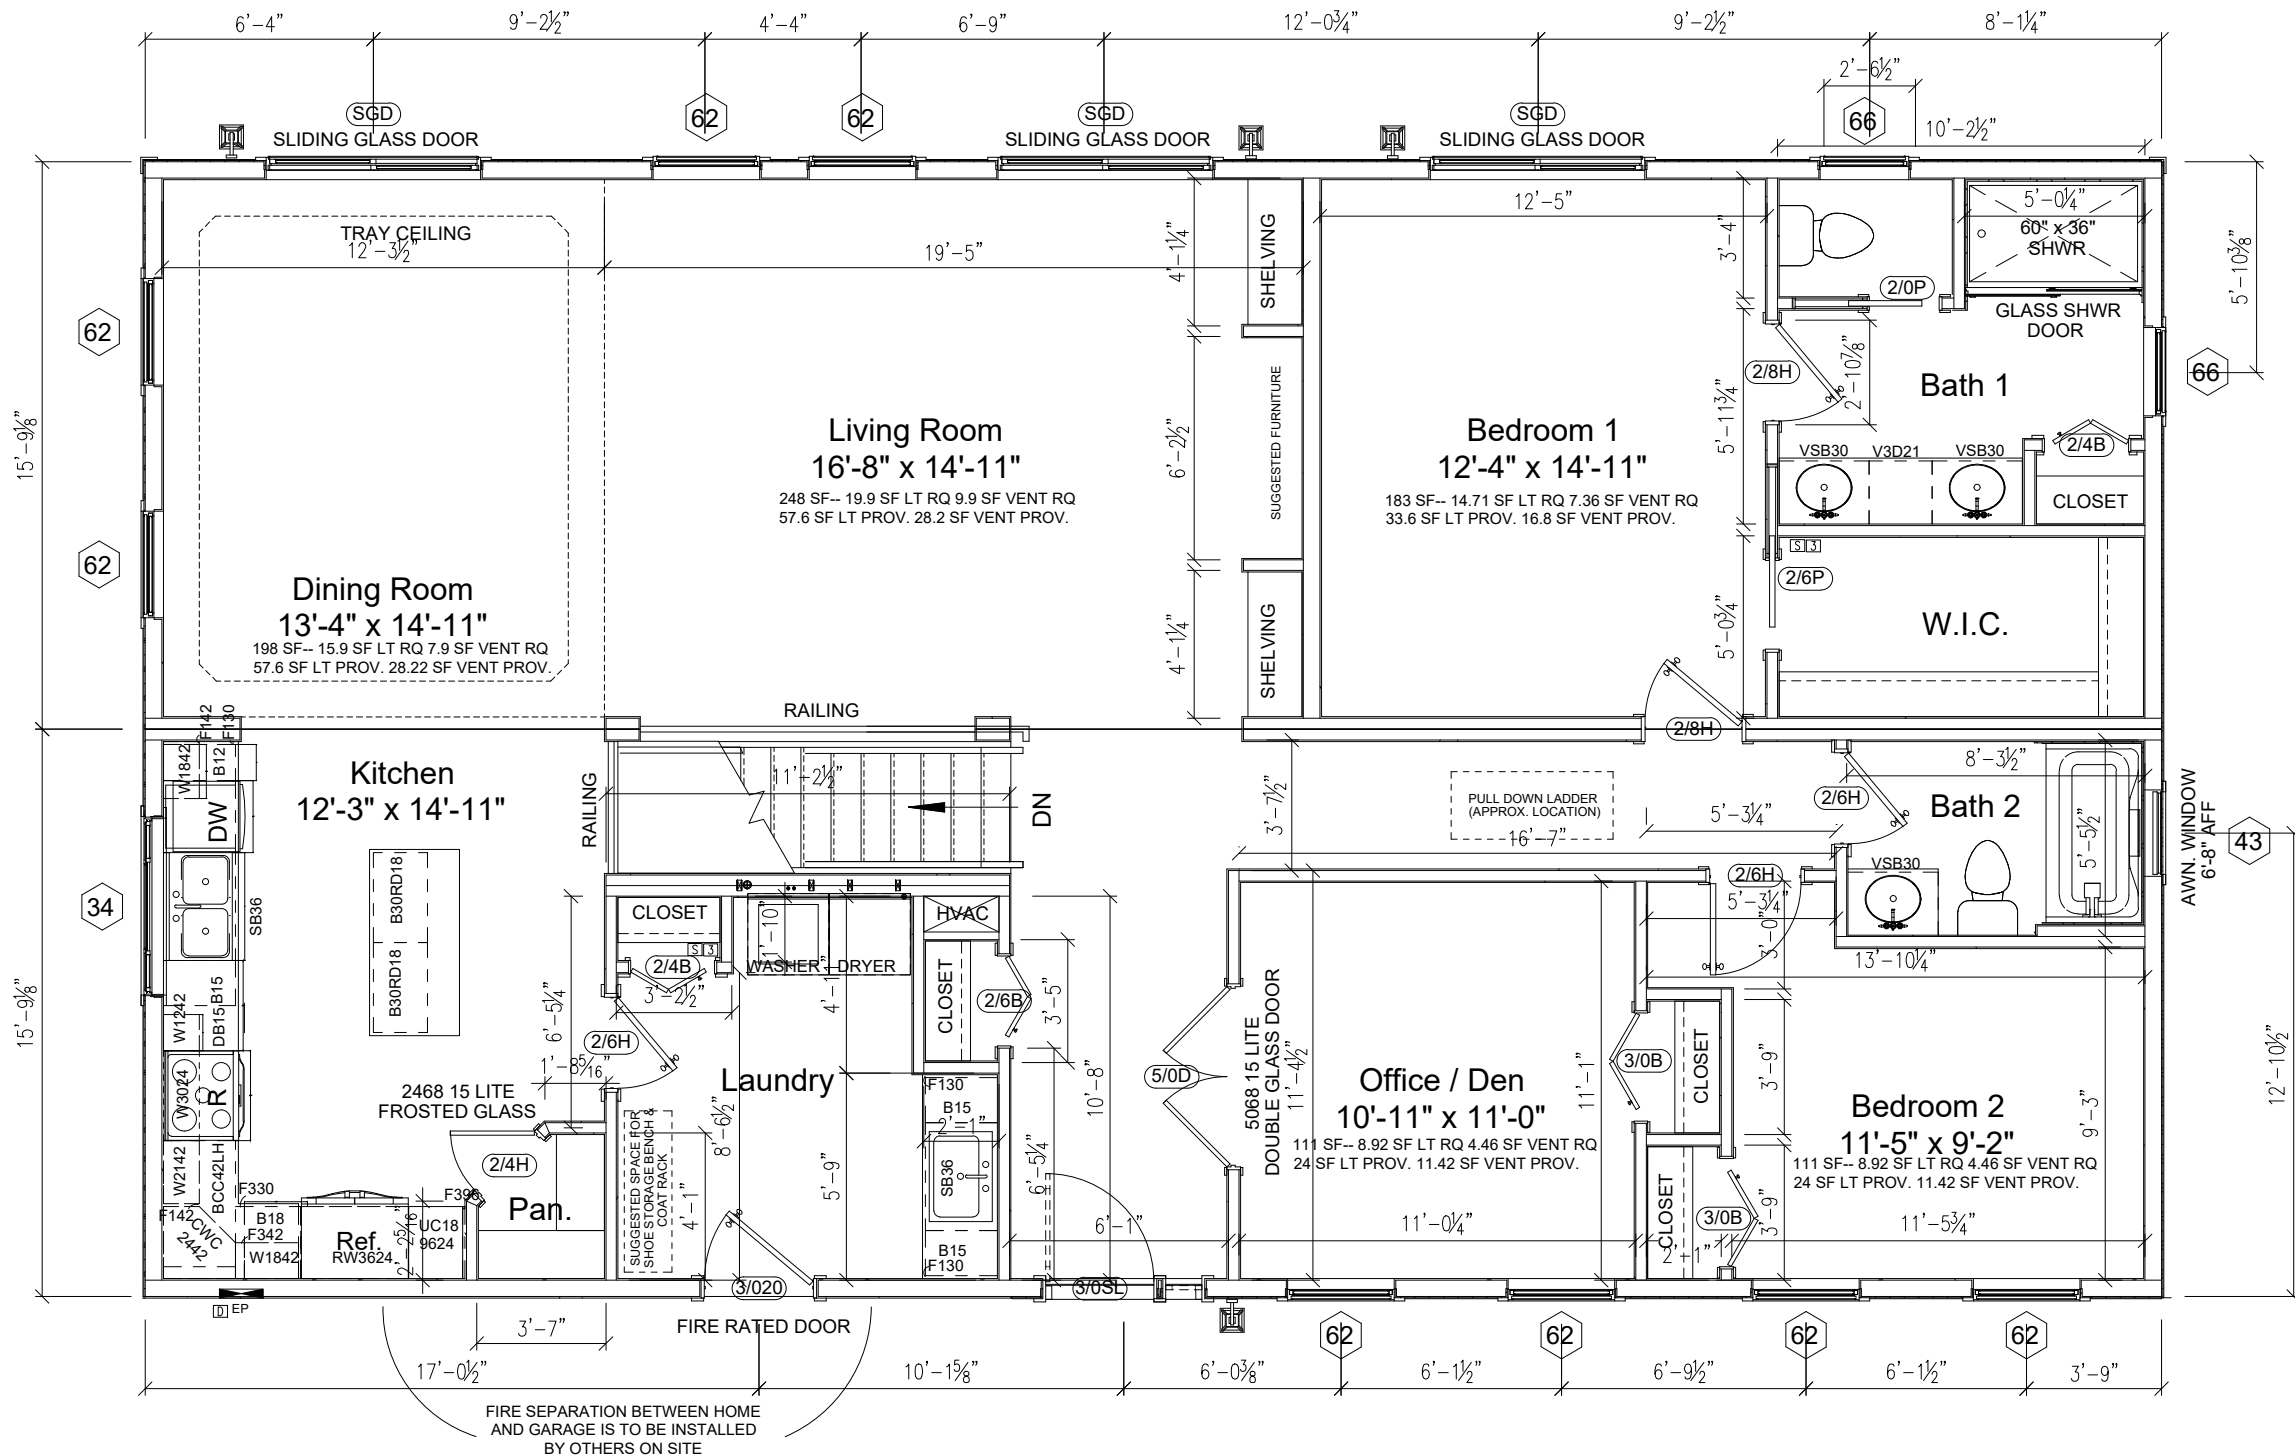 6'-4"
9'-2½"
4'-4"
6'-9"
12'-0¾"
9'-2½"
8'-1¼"
2'-6½"
10'-2½"
SGD
SLIDING GLASS DOOR
62
62
SGD
SLIDING GLASS DOOR
SGD
SLIDING GLASS DOOR
66
15'-9⅛"
15'-9⅛"
62
62
34
TRAY CEILING
12'-3½"
19'-5"
4'-1¼"
6'-2½"
4'-1¼"
SHELVING
SUGGESTED FURNITURE
SHELVING
Living Room
16'-8" x 14'-11"
248 SF-- 19.9 SF LT RQ 9.9 SF VENT RQ
57.6 SF LT PROV. 28.2 SF VENT PROV.
Dining Room
13'-4" x 14'-11"
198 SF-- 15.9 SF LT RQ 7.9 SF VENT RQ
57.6 SF LT PROV. 28.22 SF VENT PROV.
12'-5"
Bedroom 1
12'-4" x 14'-11"
183 SF-- 14.71 SF LT RQ 7.36 SF VENT RQ
33.6 SF LT PROV. 16.8 SF VENT PROV.
3'-4"
5'-11¾"
5'-0¾"
5'-0¼"
60" x 36"
SHWR
2/0P
GLASS SHWR
DOOR
2/8H
2'-10⅞"
Bath 1
VSB30
V3D21
VSB30
2/4B
CLOSET
S 3
2/6P
W.I.C.
2/8H
5'-10⅜"
66
RAILING
RAILING
11'-2½"
DN
F142
F130
W1842
B12
DW
Kitchen
12'-3" x 14'-11"
SB36
B30RD18
B30RD18
W1242
DB15
B15
W3024
R
W2142
BCC42LH
F142
CWC
2442
F330
B18
F342
W1842
Ref.
RW3624
2'-2 5/16"
F396
UC18
9624
2468 15 LITE
FROSTED GLASS
2/4H
Pan.
6'-5¼"
1'-8 5/16"
CLOSET
S 3
2/4B
3'-2½"
2/6H
1'-10"
WASHER
DRYER
4'-1"
Laundry
SUGGESTED SPACE FOR
SHOE STORAGE BENCH &
COAT RACK
4'-1"
8'-6½"
5'-9"
HVAC
CLOSET
2/6B
3'-5"
10'-8"
6'-5¼"
F130
B15
2'-1"
SB36
B15
F130
3/020
FIRE RATED DOOR
3/0SL
6'-1"
3'-7½"
PULL DOWN LADDER
(APPROX. LOCATION)
16'-7"
5'-3¼"
2/6H
8'-3½"
Bath 2
5'-5½"
VSB30
AWN. WINDOW
6'-8" AFF
43
12'-10½"
2/6H
5'-3¼"
3'-0"
13'-10¼"
5/0D
5068 15 LITE
DOUBLE GLASS DOOR
11'-4½"
Office / Den
10'-11" x 11'-0"
111 SF-- 8.92 SF LT RQ 4.46 SF VENT RQ
24 SF LT PROV. 11.42 SF VENT PROV.
11'-1"
11'-0¼"
3/0B
CLOSET
3'-9"
CLOSET
3/0B
3'-9"
2'-1"
Bedroom 2
11'-5" x 9'-2"
111 SF-- 8.92 SF LT RQ 4.46 SF VENT RQ
24 SF LT PROV. 11.42 SF VENT PROV.
9'-3"
11'-5¾"
D EP
3'-7"
62
62
62
62
17'-0½"
10'-1⅝"
6'-0⅜"
6'-1½"
6'-9½"
6'-1½"
3'-9"
FIRE SEPARATION BETWEEN HOME
AND GARAGE IS TO BE INSTALLED
BY OTHERS ON SITE